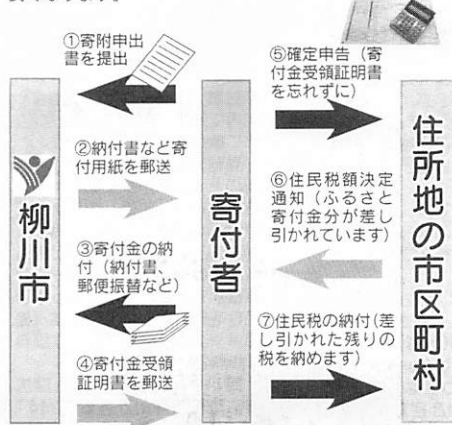 ①寄附申出
書を提出
②納付書など寄
付用紙を郵送
③寄付金の納
付（納付書、
郵便振替など）
④寄付金受領
証明書を郵送
柳川市
寄付者
⑤確定申告（寄
付金受領証明書
を忘れずに）
⑥住民税額決定
通知（ふるさと
寄付金分が差し
引かれています）
⑦住民税の納付（差
し引かれた残りの
税を納めます）
住所地の市区町村